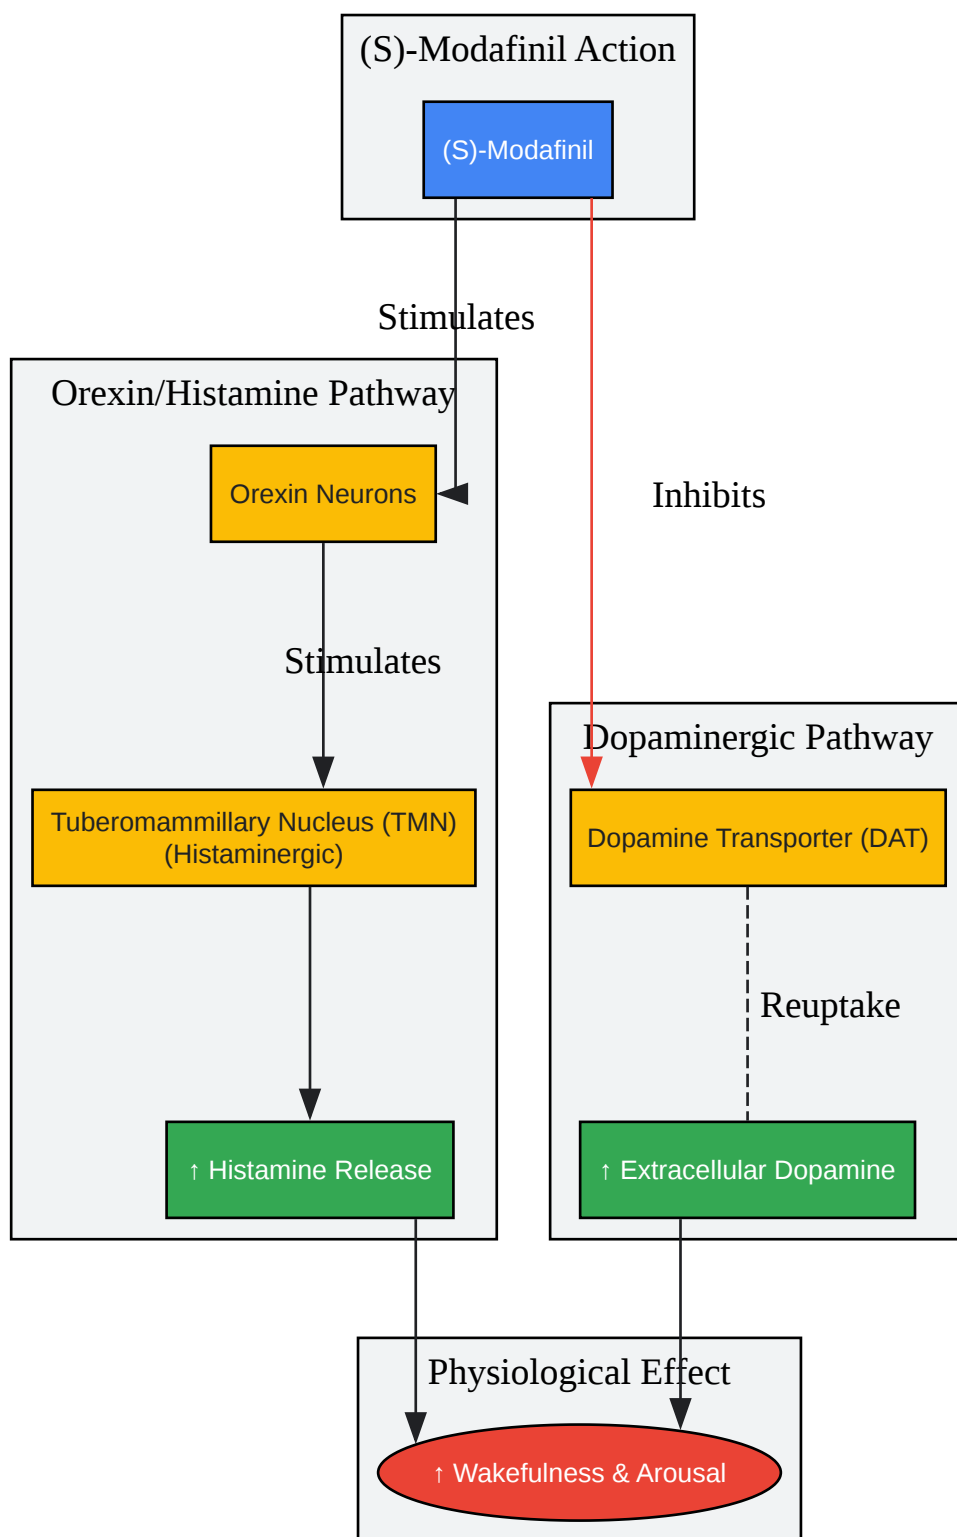 (S)-Modafinil Action
(S)-Modafinil
Stimulates
Orexin/Histamine Pathway
Orexin Neurons
Inhibits
Stimulates
Dopaminergic Pathway
Tuberomammillary Nucleus (TMN)
(Histaminergic)
Dopamine Transporter (DAT)
Reuptake
↑ Histamine Release
↑ Extracellular Dopamine
Physiological Effect
↑ Wakefulness & Arousal